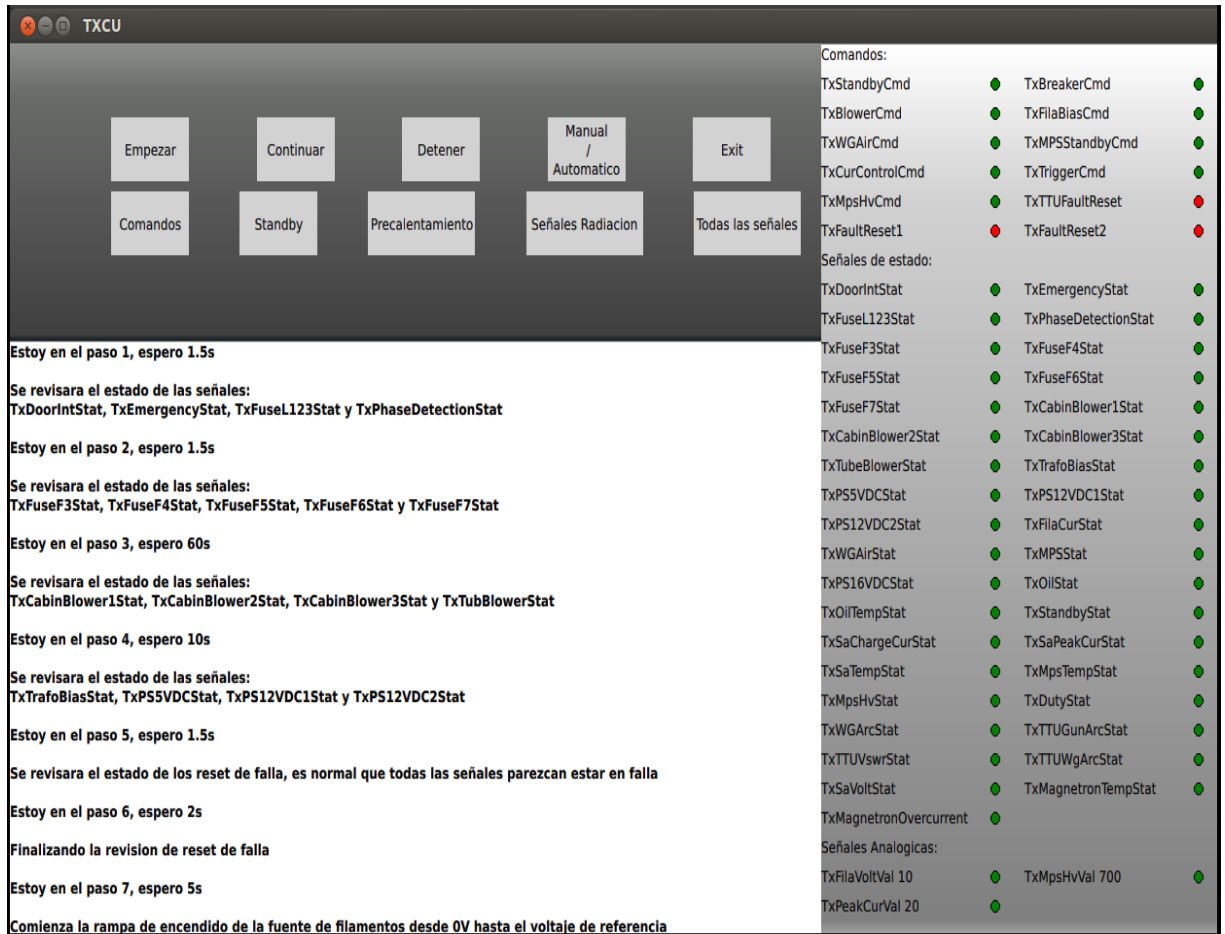 TXCU
Empezar
Continuar
Detener
Manual
/
Automatico
Exit
Comandos
Standby
Precalentamiento
Señales Radiacion
Todas las señales
Estoy en el paso 1, espero 1.5s
Se revisara el estado de las señales:
TxDoorIntStat, TxEmergencyStat, TxFuseL123Stat y TxPhaseDetectionStat
Estoy en el paso 2, espero 1.5s
Se revisara el estado de las señales:
TxFuseF3Stat, TxFuseF4Stat, TxFuseF5Stat, TxFuseF6Stat y TxFuseF7Stat
Estoy en el paso 3, espero 60s
Se revisara el estado de las señales:
TxCabinBlower1Stat, TxCabinBlower2Stat, TxCabinBlower3Stat y TxTubBlowerStat
Estoy en el paso 4, espero 10s
Se revisara el estado de las señales:
TxTrafoBiasStat, TxPS5VDCStat, TxPS12VDC1Stat y TxPS12VDC2Stat
Estoy en el paso 5, espero 1.5s
Se revisara el estado de los reset de falla, es normal que todas las señales parezcan estar en falla
Estoy en el paso 6, espero 2s
Finalizando la revision de reset de falla
Estoy en el paso 7, espero 5s
Comienza la rampa de encendido de la fuente de filamentos desde 0V hasta el voltaje de referencia
Comandos:
TxStandbyCmd TxBreakerCmd
TxBlowerCmd TxFilaBiasCmd
TxWGAirCmd TxMPSStandbyCmd
TxCurControlCmd TxTriggerCmd
TxMpsHvCmd TxTTUFaultReset
TxFaultReset1 TxFaultReset2
Señales de estado:
TxDoorIntStat TxEmergencyStat
TxFuseL123Stat TxPhaseDetectionStat
TxFuseF3Stat TxFuseF4Stat
TxFuseF5Stat TxFuseF6Stat
TxFuseF7Stat TxCabinBlower1Stat
TxCabinBlower2Stat TxCabinBlower3Stat
TxTubeBlowerStat TxTrafoBiasStat
TxPS5VDCStat TxPS12VDC1Stat
TxPS12VDC2Stat TxFilaCurStat
TxWGAirStat TxMPSStat
TxPS16VDCStat TxOilStat
TxOilTempStat TxStandbyStat
TxSaChargeCurStat TxSaPeakCurStat
TxSaTempStat TxMpsTempStat
TxMpsHvStat TxDutyStat
TxWGArcStat TxTTUGunArcStat
TxTTUVswrStat TxTTUWgArcStat
TxSaVoltStat TxMagnetronTempStat
TxMagnetronOvercurrent
Señales Analogicas:
TxFilaVoltVal 10 TxMpsHvVal 700
TxPeakCurVal 20